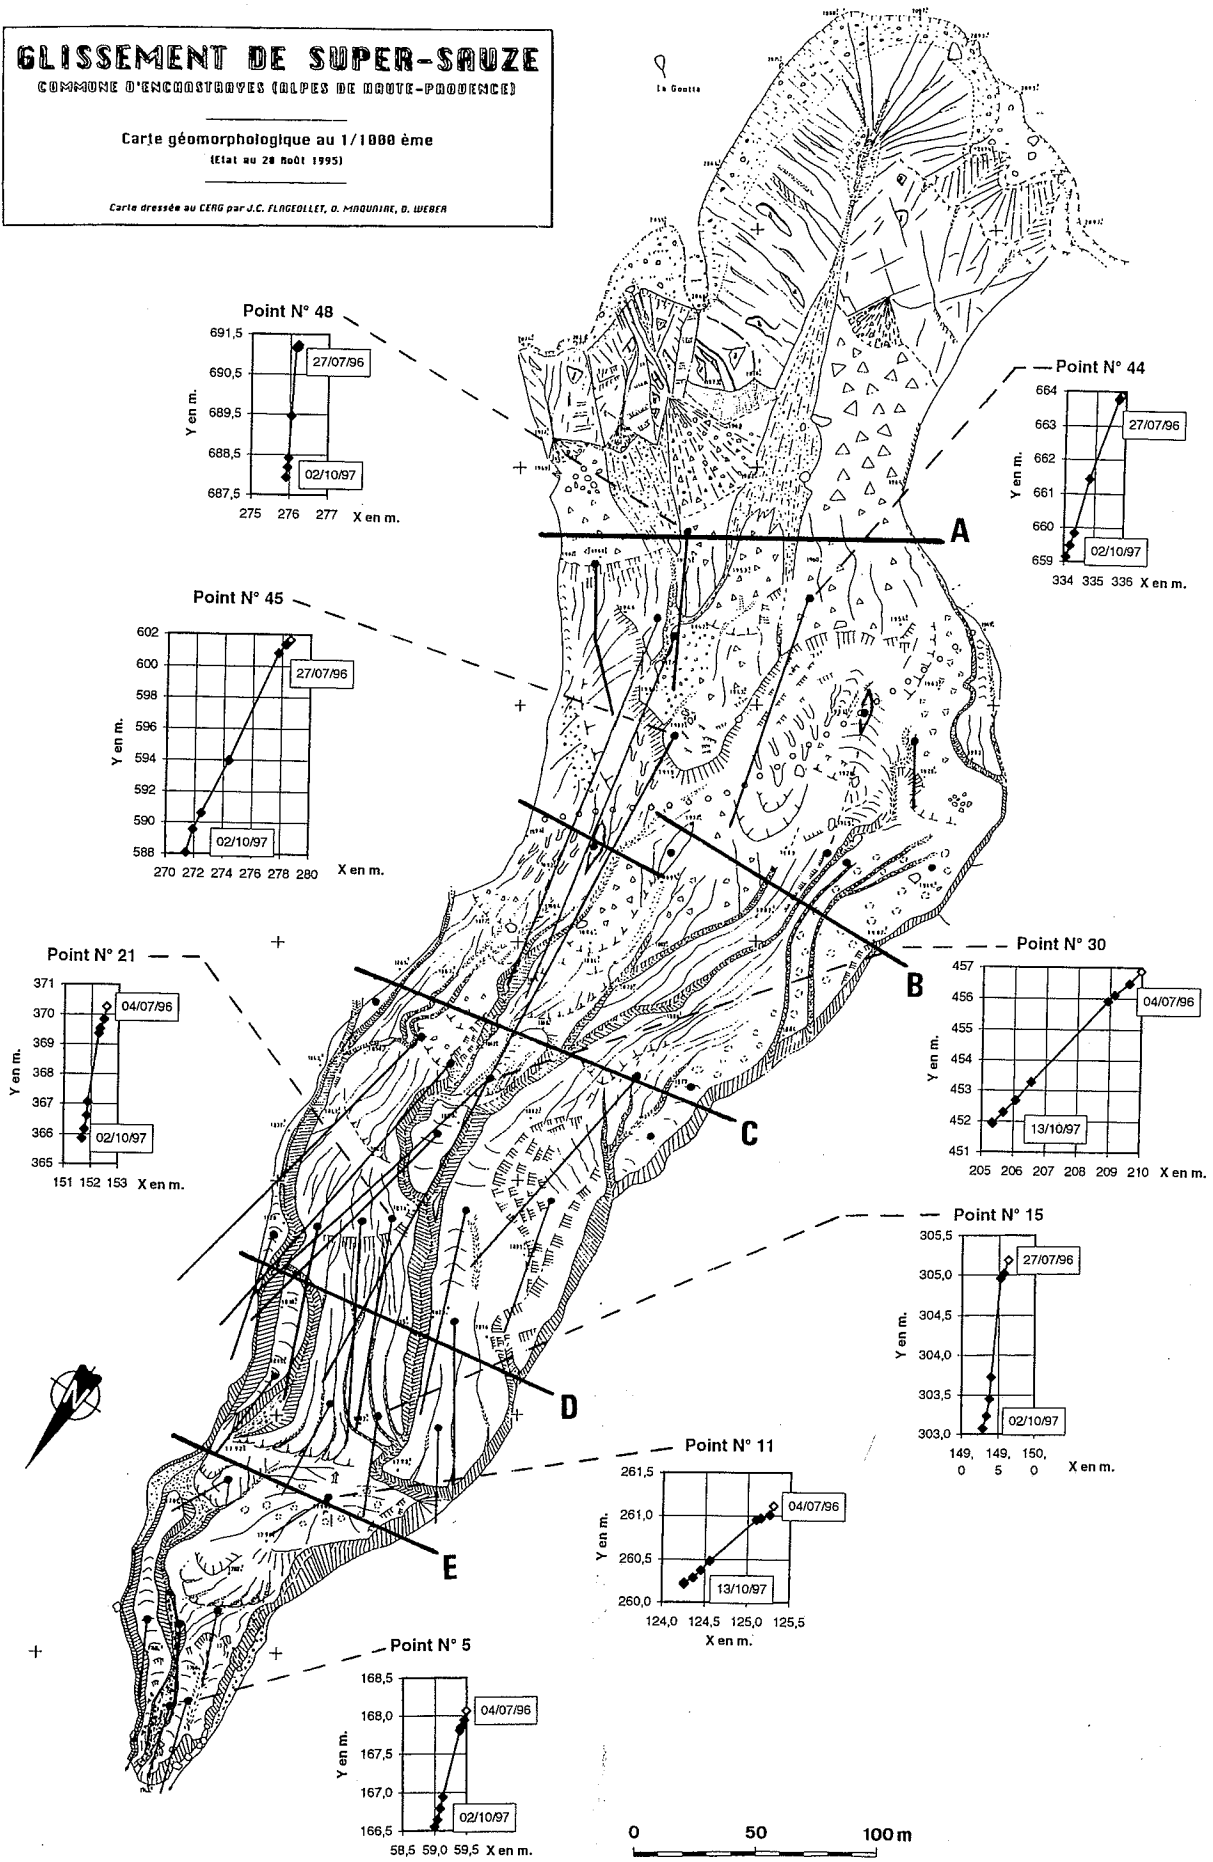 GLISSEMENT DE SUPER-SAUZE
COMMUNE D'ENCHASTRAYES (ALPES DE HAUTE-PROVENCE)
Carte géomorphologique au 1/1000 ème
(Etat au 28 Août 1995)
Carte dressée au CERG par J.C. FLAGEOLLET, O. MAQUAIRE, D. WEBER
La Goutta
Point N° 48
691,5
690,5
689,5
688,5
687,5
Y en m.
27/07/96
02/10/97
275 276 277 X en m.
Point N° 44
664
663
662
661
660
659
Y en m.
27/07/96
02/10/97
334 335 336 X en m.
A
Point N° 45
602
600
598
596
594
592
590
588
Y en m.
27/07/96
02/10/97
270 272 274 276 278 280 X en m.
B
Point N° 21
371
370
369
368
367
366
365
Y en m.
04/07/96
02/10/97
151 152 153 X en m.
Point N° 30
457
456
455
454
453
452
451
Y en m.
04/07/96
13/10/97
205 206 207 208 209 210 X en m.
C
Point N° 15
305,5
305,0
304,5
304,0
303,5
303,0
Y en m.
27/07/96
02/10/97
149, 149, 150,
0 5 0 X en m.
N
D
Point N° 11
261,5
261,0
260,5
260,0
Y en m.
04/07/96
13/10/97
124,0 124,5 125,0 125,5
X en m.
E
Point N° 5
168,5
168,0
167,5
167,0
166,5
Y en m.
04/07/96
02/10/97
58,5 59,0 59,5 X en m.
0 50 100 m